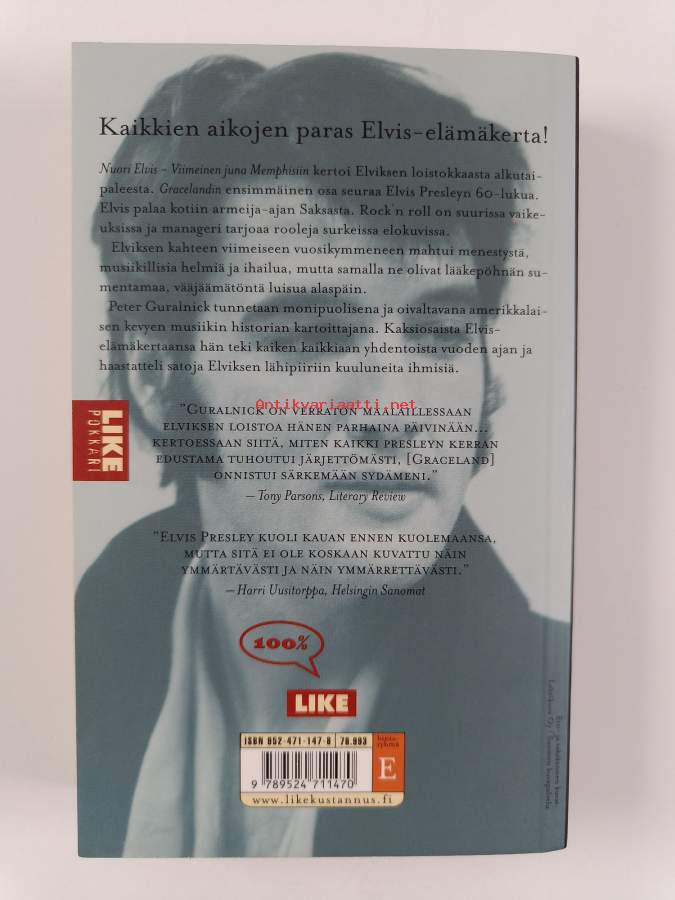 Kaikkien aikojen paras Elvis-elämäkerta!
Nuori Elvis – Viimeinen juna Memphisiin kertoi Elviksen loistokkaasta alkutai-
paleesta. Gracelandin ensimmäinen osa seuraa Elvis Presleyn 60-lukua.
Elvis palaa kotiin armeija-ajan Saksasta. Rock'n roll on suurissa vaike-
uksissa ja manageri tarjoaa rooleja surkeissa elokuvissa.
Elviksen kahteen viimeiseen vuosikymmeneen mahtui menestystä,
musiikillisia helmiä ja ihailua, mutta samalla ne olivat lääkepöhnän su-
mentamaa, vääjäämätöntä luisua alaspäin.
Peter Guralnick tunnetaan monipuolisena ja oivaltavana amerikkalai-
sen kevyen musiikin historian kartoittajana. Kaksiosaista Elvis-
elämäkertaansa hän teki kaiken kaikkiaan yhdentoista vuoden ajan ja
haastatteli satoja Elviksen lähipiiriin kuuluneita ihmisiä.
Antikvariaatti.net
"GURALNICK ON VERRATON MAALAILLESSAAN
ELVIKSEN LOISTOA HÄNEN PARHAINA PÄIVINÄÄN...
KERTOESSAAN SIITÄ, MITEN KAIKKI PRESLEYN KERRAN
EDUSTAMA TUHOUTUI JÄRJETTÖMÄSTI, [GRACELAND]
ONNISTUI SÄRKEMÄÄN SYDÄMENI."
– Tony Parsons, Literary Review
LIKE
POKKARI
"ELVIS PRESLEY KUOLI KAUAN ENNEN KUOLEMAANSA,
MUTTA SITÄ EI OLE KOSKAAN KUVATTU NÄIN
YMMÄRTÄVÄSTI JA NÄIN YMMÄRRETTÄVÄSTI."
– Harri Uusitorppa, Helsingin Sanomat
100%
LIKE
ISBN 952-471-147-8 78.993
E
9 789524 711470
www.likekustannus.fi